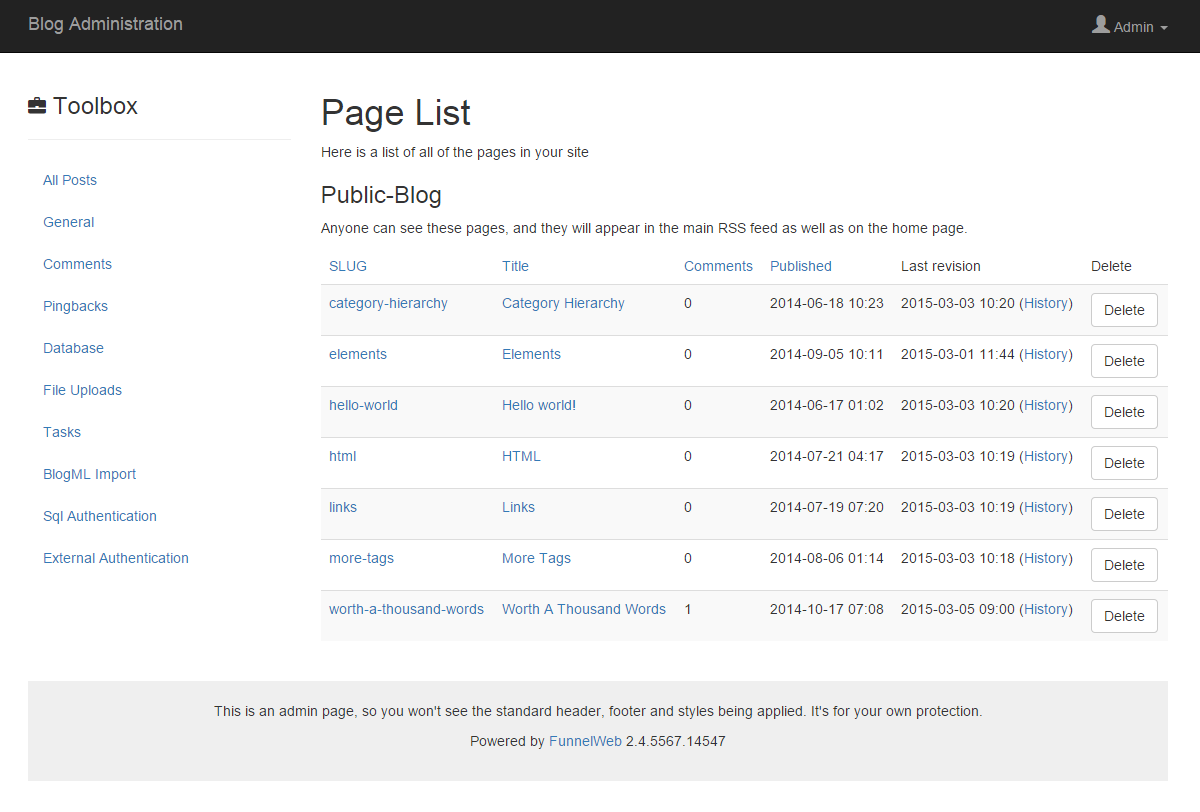 Blog Administration
Admin
Toolbox
All Posts
General
Comments
Pingbacks
Database
File Uploads
Tasks
BlogML Import
Sql Authentication
External Authentication
Page List
Here is a list of all of the pages in your site
Public-Blog
Anyone can see these pages, and they will appear in the main RSS feed as well as on the home page.
SLUG Title Comments Published Last revision Delete
category-hierarchy Category Hierarchy 0 2014-06-18 10:23 2015-03-03 10:20 (History) Delete
elements Elements 0 2014-09-05 10:11 2015-03-01 11:44 (History) Delete
hello-world Hello world! 0 2014-06-17 01:02 2015-03-03 10:20 (History) Delete
html HTML 0 2014-07-21 04:17 2015-03-03 10:19 (History) Delete
links Links 0 2014-07-19 07:20 2015-03-03 10:19 (History) Delete
more-tags More Tags 0 2014-08-06 01:14 2015-03-03 10:18 (History) Delete
worth-a-thousand-words Worth A Thousand Words 1 2014-10-17 07:08 2015-03-05 09:00 (History) Delete
This is an admin page, so you won't see the standard header, footer and styles being applied. It's for your own protection.
Powered by FunnelWeb 2.4.5567.14547